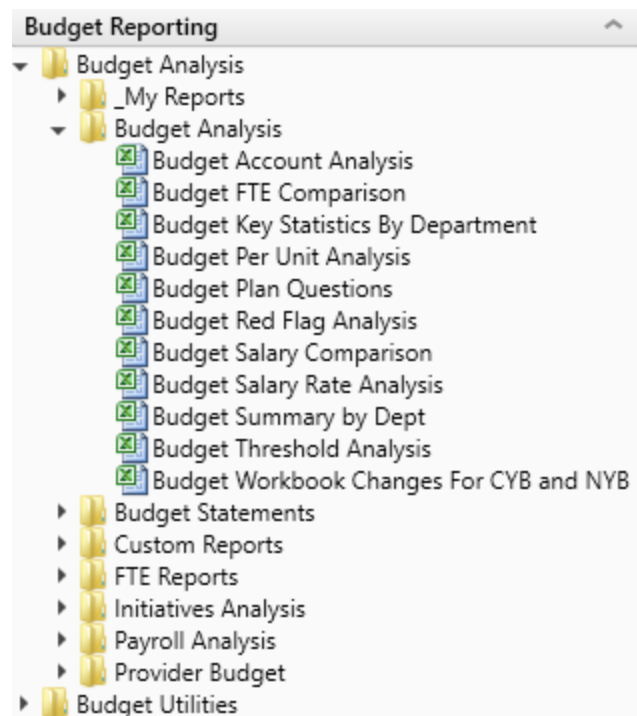 Budget Reporting
Budget Analysis
_My Reports
Budget Analysis
Budget Account Analysis
Budget FTE Comparison
Budget Key Statistics By Department
Budget Per Unit Analysis
Budget Plan Questions
Budget Red Flag Analysis
Budget Salary Comparison
Budget Salary Rate Analysis
Budget Summary by Dept
Budget Threshold Analysis
Budget Workbook Changes For CYB and NYB
Budget Statements
Custom Reports
FTE Reports
Initiatives Analysis
Payroll Analysis
Provider Budget
Budget Utilities